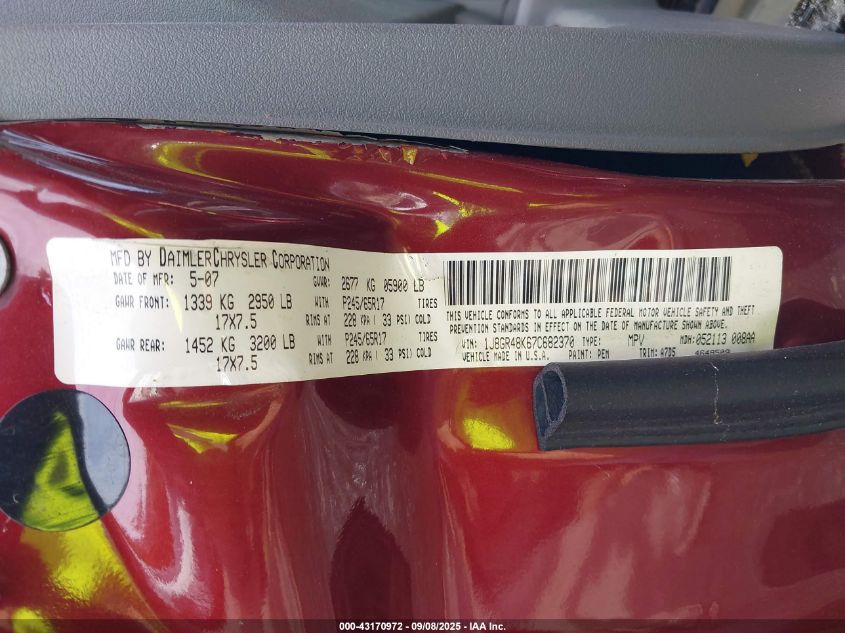 MFD BY DAIMLERCHRYSLER CORPORATION
DATE OF MFR: 5-07 GVWR: 2677 KG 05900 LB
GAWR FRONT: 1339 KG 2950 LB WITH P245/65R17 TIRES
17X7.5 RIMS AT 228 KPA ( 33 PSI) COLD
GAWR REAR: 1452 KG 3200 LB WITH P245/65R17 TIRES
17X7.5 RIMS AT 228 KPA ( 33 PSI) COLD
THIS VEHICLE CONFORMS TO ALL APPLICABLE FEDERAL MOTOR VEHICLE SAFETY AND THEFT
PREVENTION STANDARDS IN EFFECT ON THE DATE OF MANUFACTURE SHOWN ABOVE.
VIN: 1J8GR48K67C682370 TYPE: MPV MDH: 052113 008AA
VEHICLE MADE IN U.S.A. PAINT: PEN TRIM: A7D5
000-43170972 - 09/08/2025 - IAA Inc.